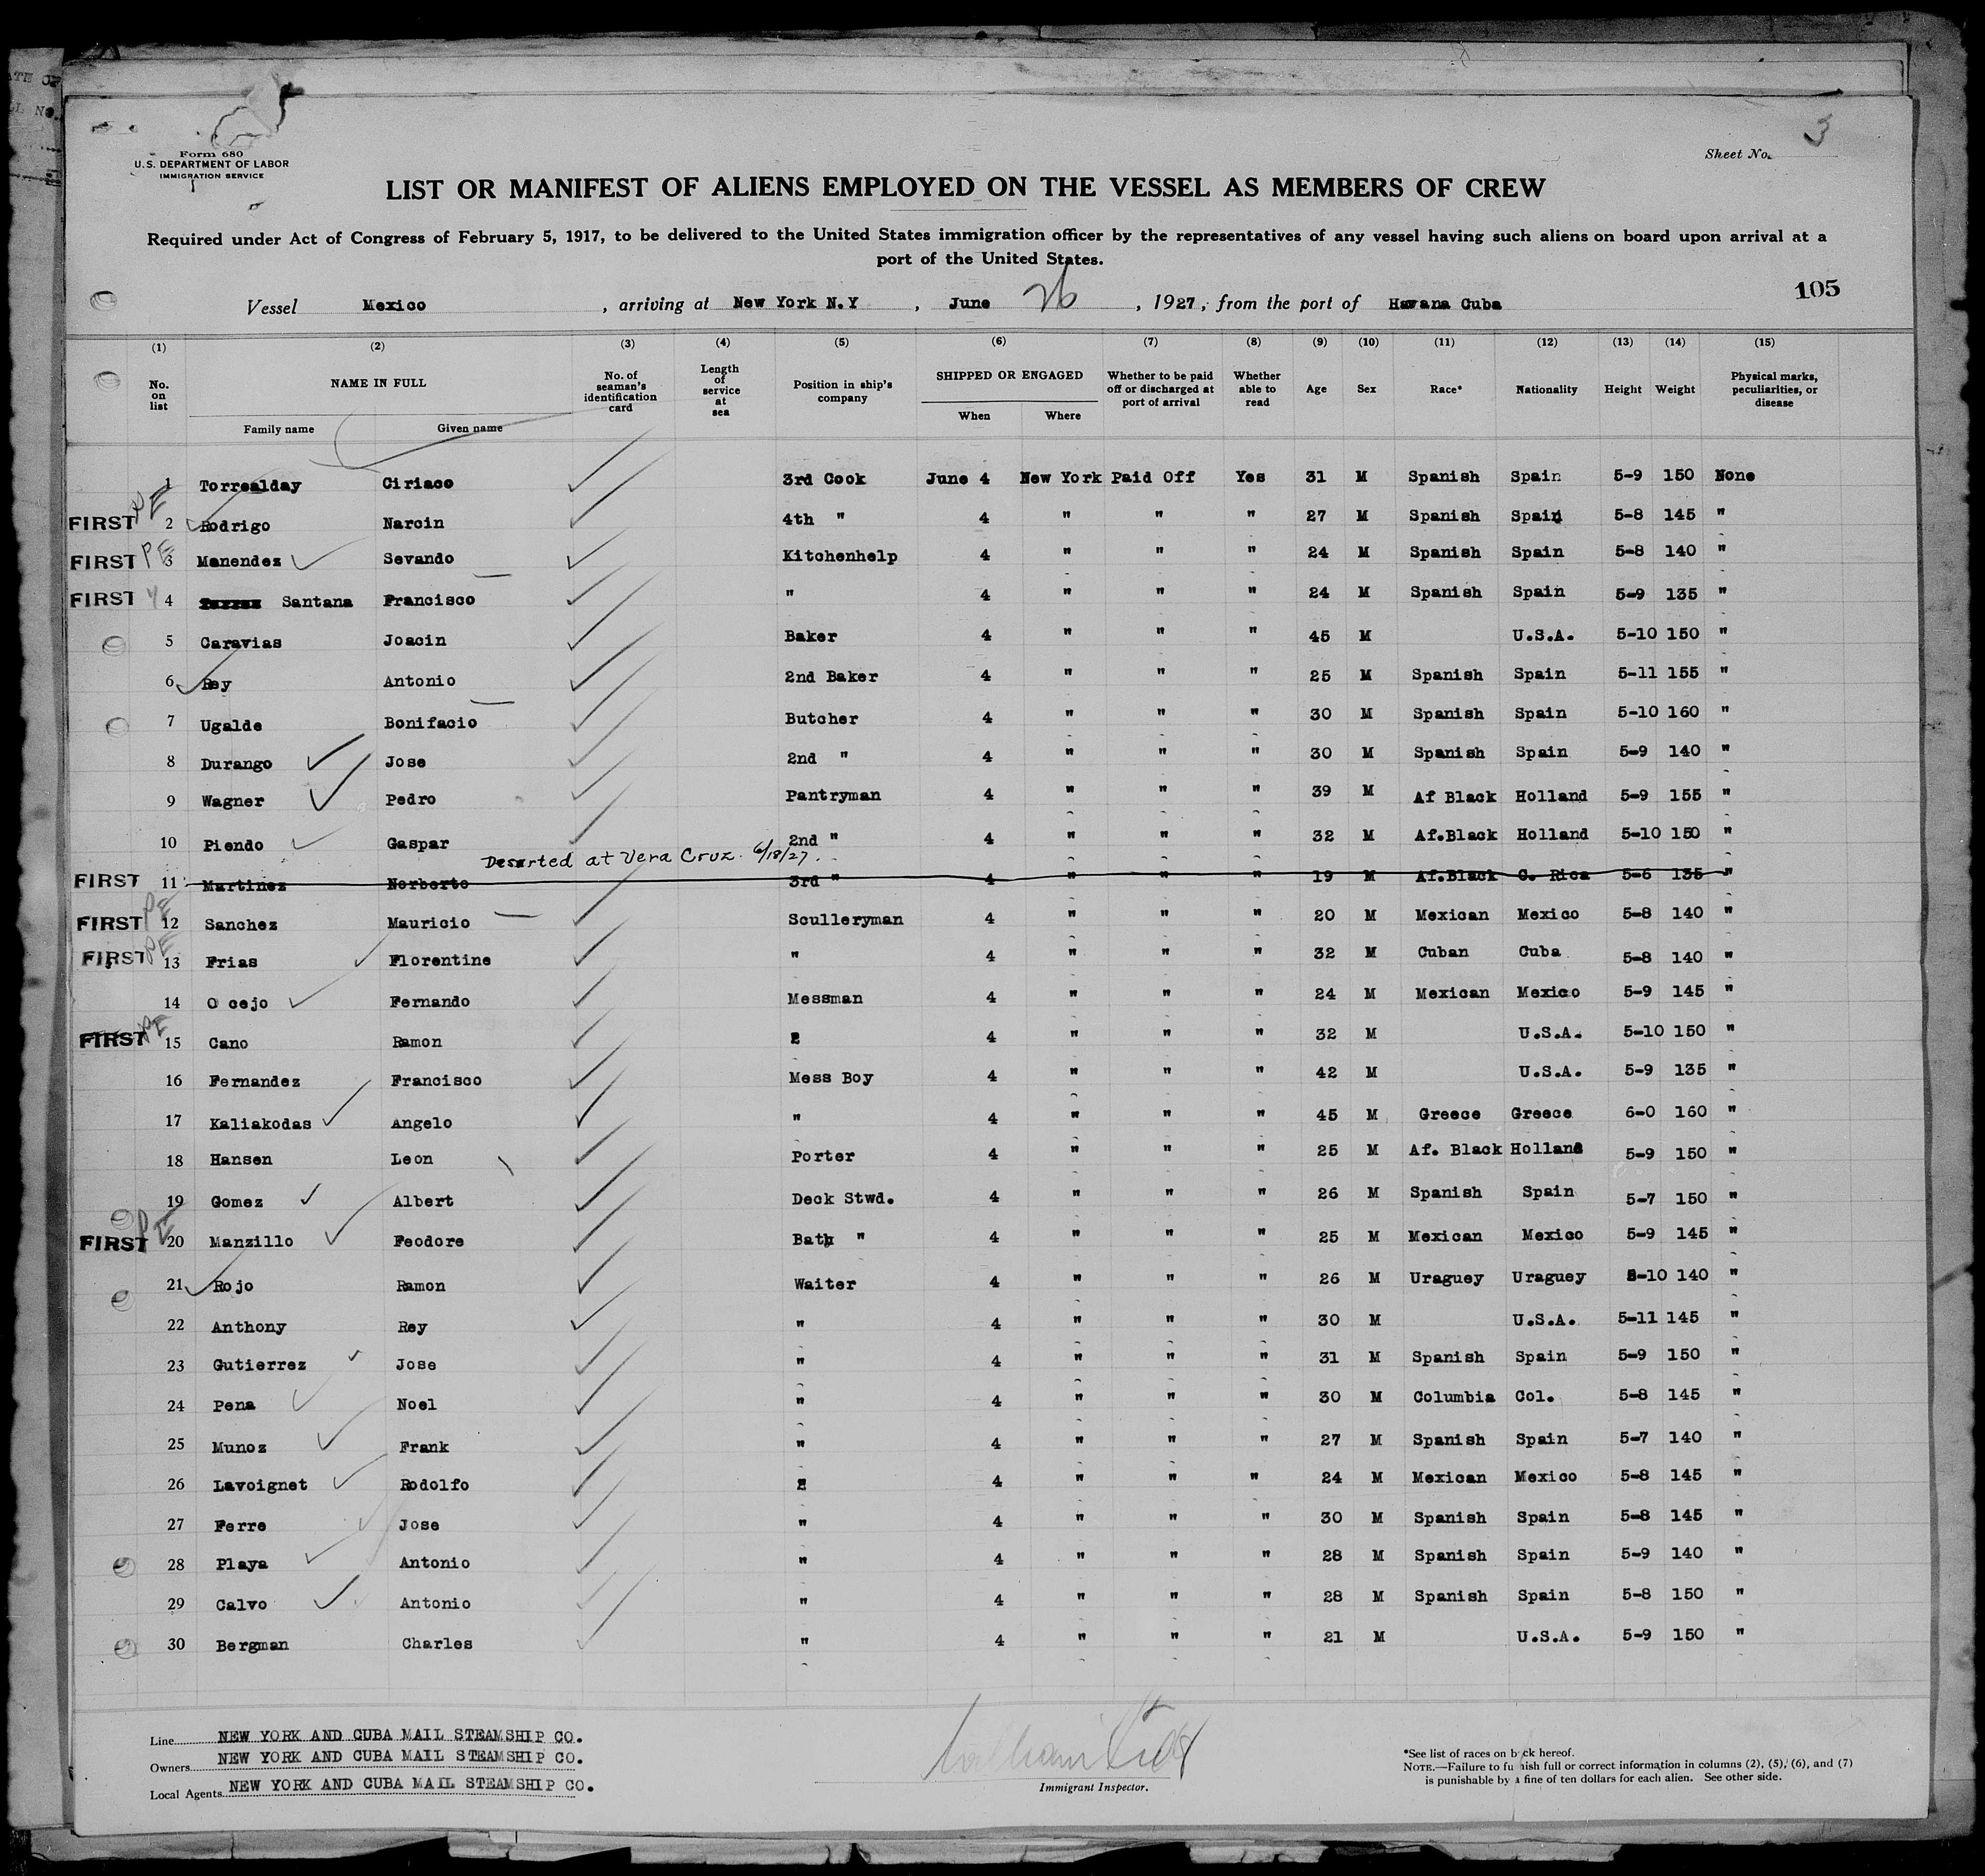 ATE OF
LL NO.
Form 680
U.S. DEPARTMENT OF LABOR
IMMIGRATION SERVICE
Sheet No. 3
LIST OR MANIFEST OF ALIENS EMPLOYED ON THE VESSEL AS MEMBERS OF CREW
Required under Act of Congress of February 5, 1917, to be delivered to the United States immigration officer by the representatives of any vessel having such aliens on board upon arrival at a
port of the United States.
105
Vessel Mexico, arriving at New York N.Y, June 26, 1927, from the port of Havana Cuba
(1) (2) (3) (4) (5) (6) (7) (8) (9) (10) (11) (12) (13) (14) (15)
No. on list NAME IN FULL Family name Given name No. of seaman's identification card Length of service at sea Position in ship's company SHIPPED OR ENGAGED When Where Whether to be paid off or discharged at port of arrival Whether able to read Age Sex Race* Nationality Height Weight Physical marks, peculiarities, or disease
1 Torrealday Ciriaco 3rd Cook June 4 New York Paid Off Yes 31 M Spanish Spain 5-9 150 None
FIRST PE 2 Rodrigo Narcin 4th " 4 " " " 27 M Spanish Spain 5-8 145 "
FIRST PE 3 Menendez Sevando Kitchenhelp 4 " " " 24 M Spanish Spain 5-8 140 "
FIRST 4 Santana Francisco " 4 " " " 24 M Spanish Spain 5-9 135 "
5 Caravias Joacin Baker 4 " " " 45 M U.S.A. 5-10 150 "
6 Rey Antonio 2nd Baker 4 " " " 25 M Spanish Spain 5-11 155 "
7 Ugalde Bonifacio Butcher 4 " " " 30 M Spanish Spain 5-10 160 "
8 Durango Jose 2nd " 4 " " " 30 M Spanish Spain 5-9 140 "
9 Wagner Pedro Pantryman 4 " " " 39 M Af Black Holland 5-9 155 "
10 Piendo Gaspar 2nd " 4 " " " 32 M Af.Black Holland 5-10 150 "
Deserted at Vera Cruz. 6/18/27.
FIRST 11 Martinez Norberto 3rd " 4 " " " 19 M Af.Black C. Rica 5-6 135 "
FIRST PE 12 Sanchez Mauricio Sculleryman 4 " " " 20 M Mexican Mexico 5-8 140 "
FIRST PE 13 Frias Florentine " 4 " " " 32 M Cuban Cuba 5-8 140 "
14 O cejo Fernando Messman 4 " " " 24 M Mexican Mexico 5-9 145 "
FIRST PE 15 Cano Ramon 4 " " " 32 M U.S.A. 5-10 150 "
16 Fernandez Francisco Mess Boy 4 " " " 42 M U.S.A. 5-9 135 "
17 Kaliakodas Angelo " 4 " " " 45 M Greece Greece 6-0 160 "
18 Hansen Leon Porter 4 " " " 25 M Af. Black Holland 5-9 150 "
19 Gomez Albert Deck Stwd. 4 " " " 26 M Spanish Spain 5-7 150 "
FIRST PE 20 Manzillo Feodore Bath " 4 " " " 25 M Mexican Mexico 5-9 145 "
21 Rojo Ramon Waiter 4 " " " 26 M Uraguey Uraguey 5-10 140 "
22 Anthony Rey " 4 " " " 30 M U.S.A. 5-11 145 "
23 Gutierrez Jose " 4 " " " 31 M Spanish Spain 5-9 150 "
24 Pena Noel " 4 " " " 30 M Columbia Col. 5-8 145 "
25 Munoz Frank " 4 " " " 27 M Spanish Spain 5-7 140 "
26 Lavoignet Rodolfo " 4 " " " 24 M Mexican Mexico 5-8 145 "
27 Ferre Jose " 4 " " " 30 M Spanish Spain 5-8 145 "
28 Playa Antonio " 4 " " " 28 M Spanish Spain 5-9 140 "
29 Calvo Antonio " 4 " " " 28 M Spanish Spain 5-8 150 "
30 Bergman Charles " 4 " " " 21 M U.S.A. 5-9 150 "
Line NEW YORK AND CUBA MAIL STEAMSHIP CO.
Owners NEW YORK AND CUBA MAIL STEAMSHIP CO.
Local Agents NEW YORK AND CUBA MAIL STEAMSHIP CO.
Immigrant Inspector.
*See list of races on back hereof.
NOTE.—Failure to furnish full or correct information in columns (2), (5), (6), and (7)
is punishable by a fine of ten dollars for each alien. See other side.